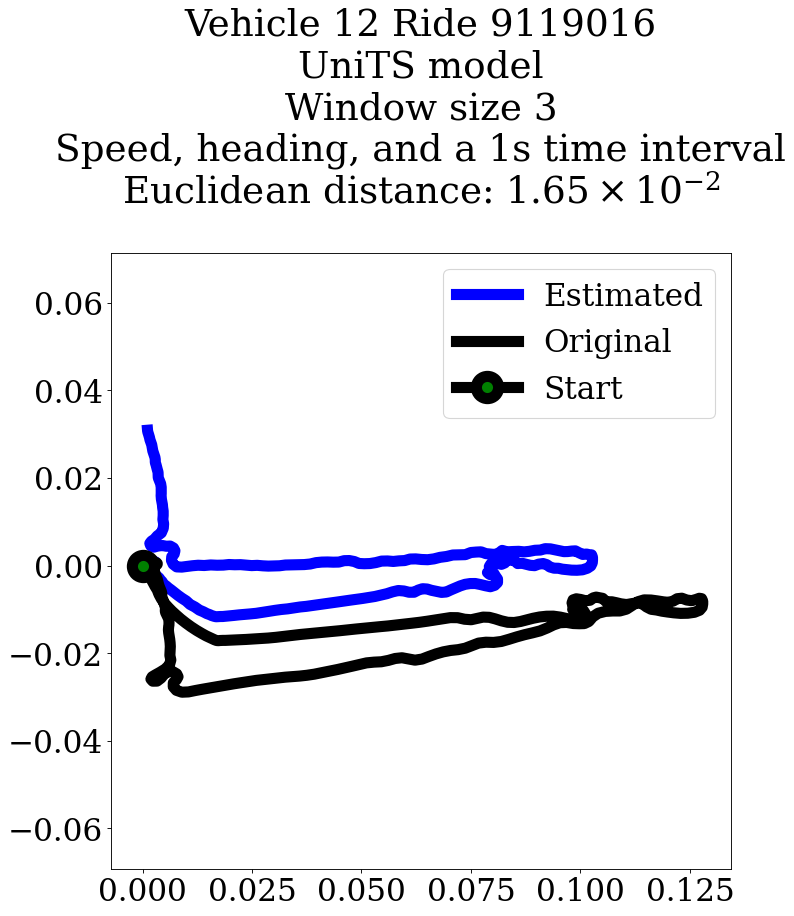 Vehicle 12 Ride 9119016
UniTS model
Window size 3
Speed, heading, and a 1s time interval
Euclidean distance: 1.65 × 10⁻²
Estimated
Original
Start
0.06
0.04
0.02
0.00
−0.02
−0.04
−0.06
0.000 0.025 0.050 0.075 0.100 0.125